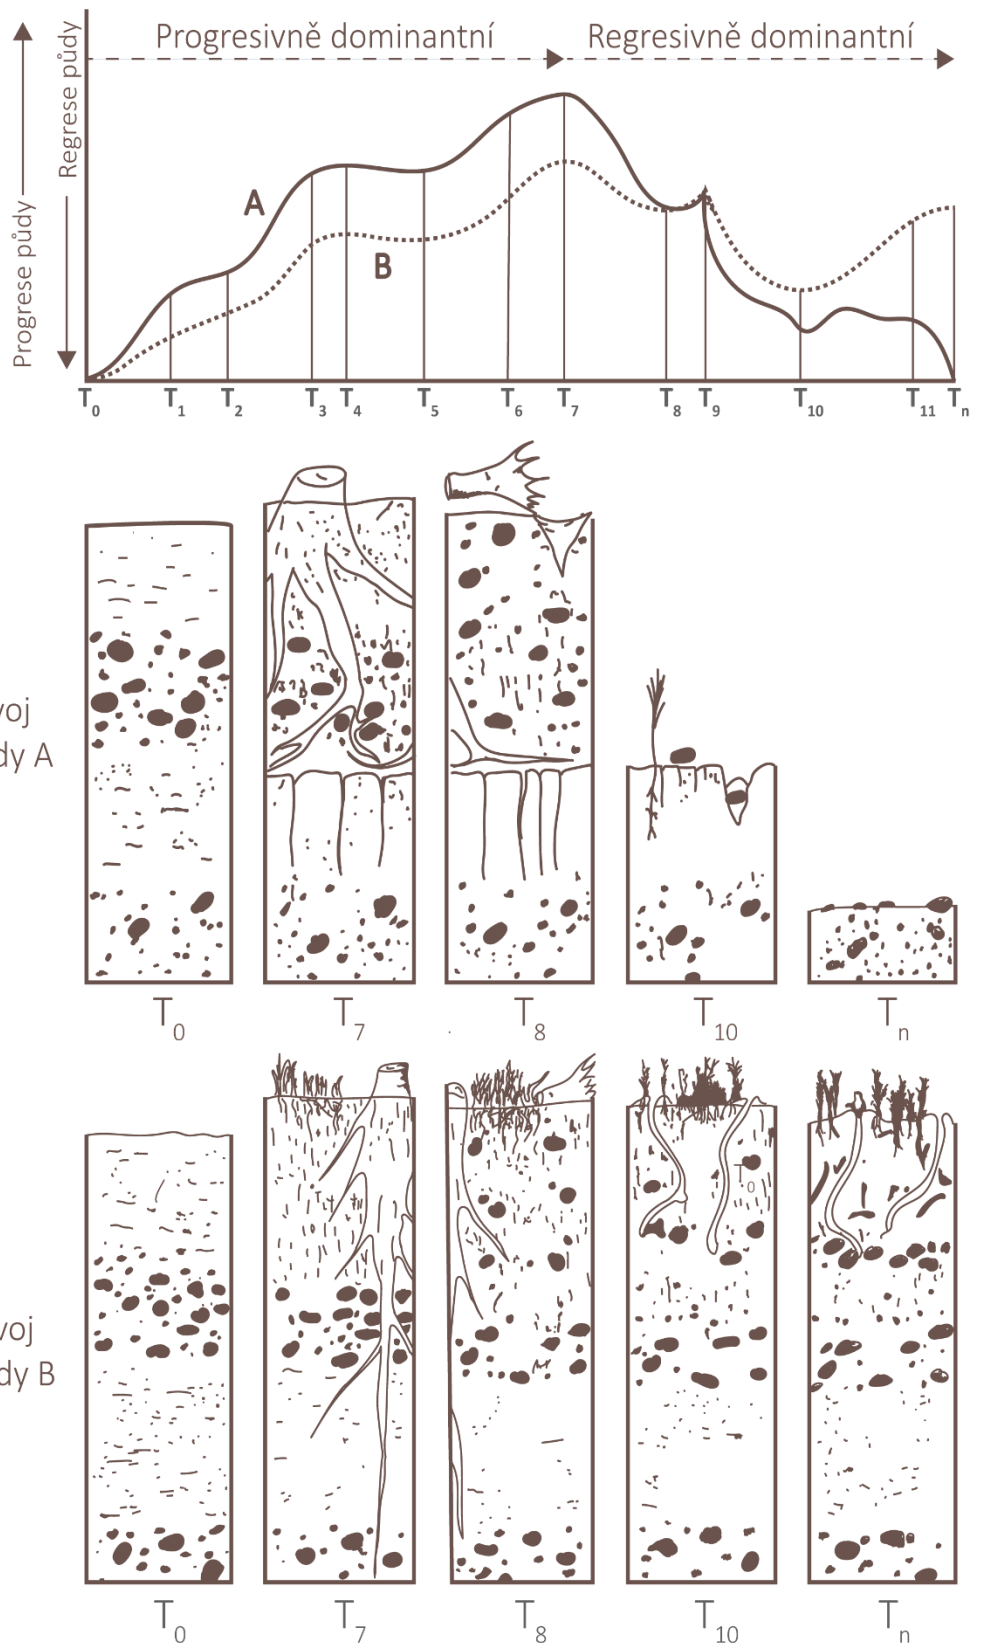 Progrese půdy
Regrese půdy
Progresivně dominantní
Regresivně dominantní
A
B
T0 T1 T2 T3 T4 T5 T6 T7 T8 T9 T10 T11 Tn
voj
dy A
T0 T7 T8 T10 Tn
T0
voj
dy B
T0 T7 T8 T10 Tn